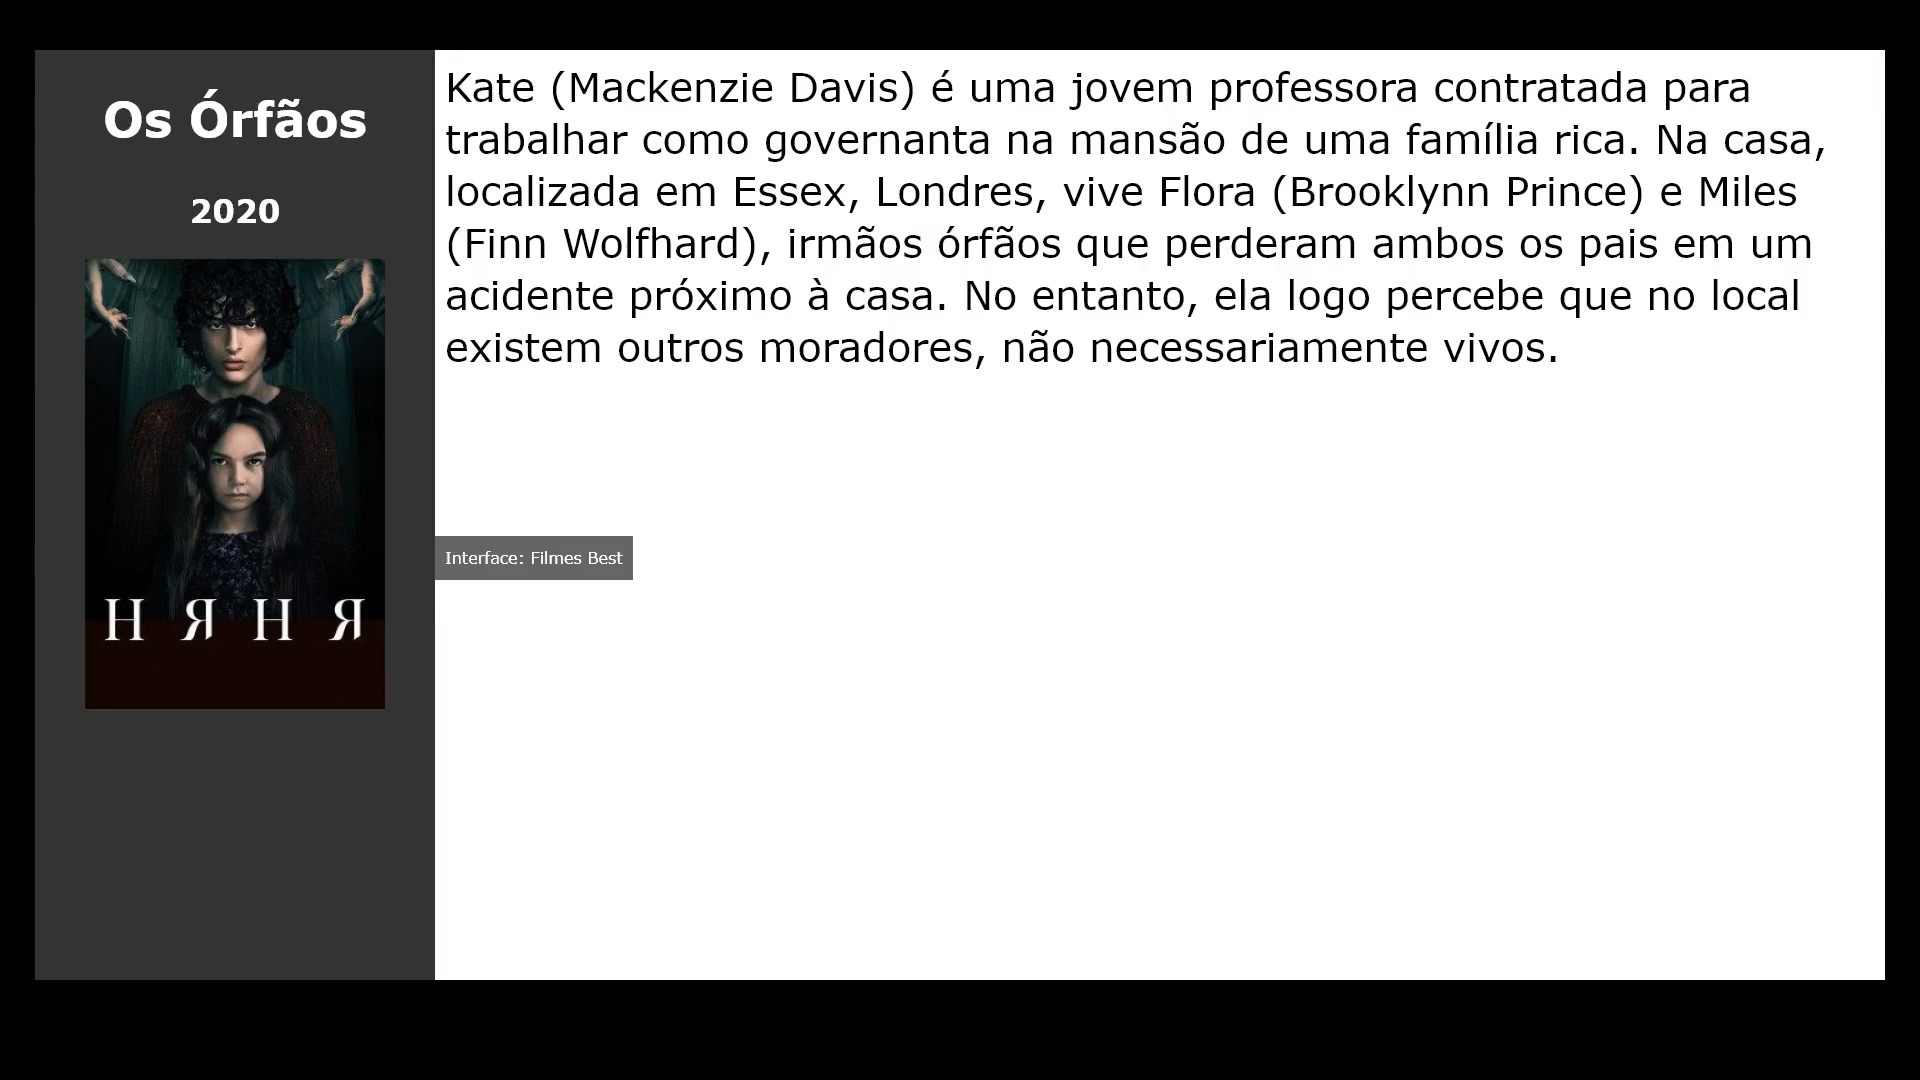 Os Órfãos
2020
Н Я Н Я
Kate (Mackenzie Davis) é uma jovem professora contratada para
trabalhar como governanta na mansão de uma família rica. Na casa,
localizada em Essex, Londres, vive Flora (Brooklynn Prince) e Miles
(Finn Wolfhard), irmãos órfãos que perderam ambos os pais em um
acidente próximo à casa. No entanto, ela logo percebe que no local
existem outros moradores, não necessariamente vivos.
Interface: Filmes Best